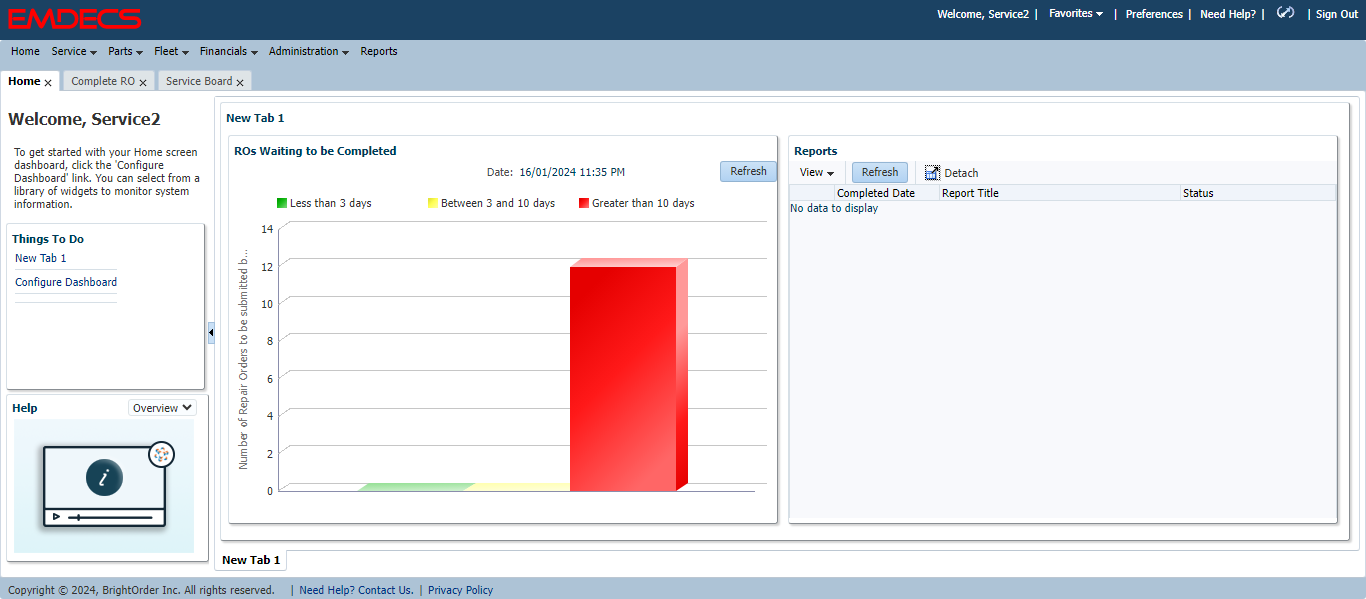 EMDECS
Welcome, Service2 | Favorites | Preferences | Need Help? | | Sign Out
Home Service Parts Fleet Financials Administration Reports
Home Complete RO Service Board
Welcome, Service2
To get started with your Home screen
dashboard, click the 'Configure
Dashboard' link. You can select from a
library of widgets to monitor system
information.
Things To Do
New Tab 1
Configure Dashboard
Help Overview
i
New Tab 1
ROs Waiting to be Completed
Date: 16/01/2024 11:35 PM Refresh
Less than 3 days Between 3 and 10 days Greater than 10 days
Number of Repair Orders to be submitted b...
14
12
10
8
6
4
2
0
Reports
View Refresh Detach
Completed Date Report Title Status
No data to display
New Tab 1
Copyright © 2024, BrightOrder Inc. All rights reserved. | Need Help? Contact Us. | Privacy Policy